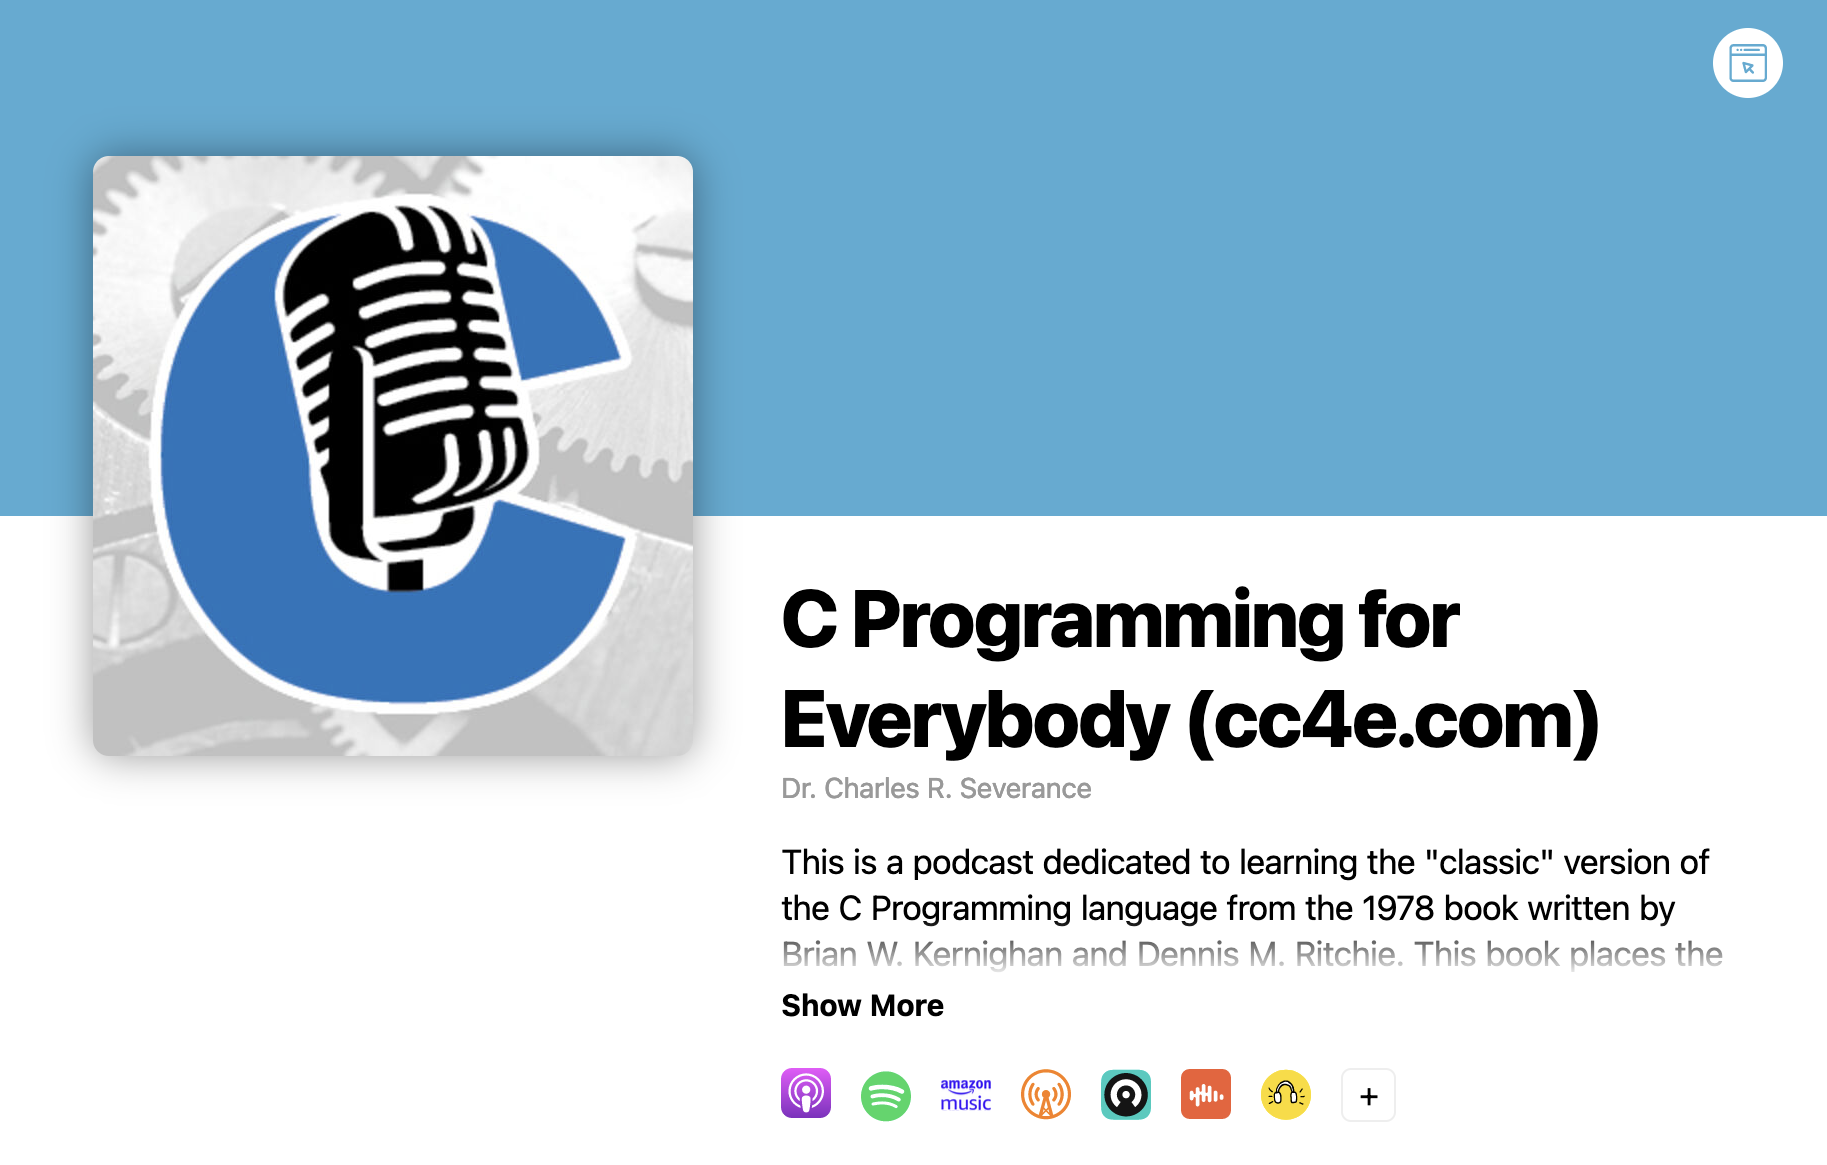 C Programming for
Everybody (cc4e.com)
Dr. Charles R. Severance
This is a podcast dedicated to learning the "classic" version of
the C Programming language from the 1978 book written by
Brian W. Kernighan and Dennis M. Ritchie. This book places the
Show More
amazon
music
+